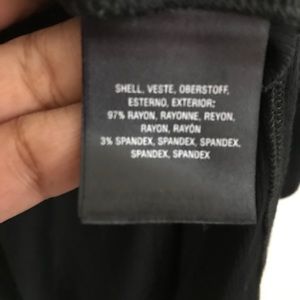 SHELL, VESTE, OBERSTOFF,
ESTERNO, EXTERIOR:
97% RAYON, RAYONNE, REYON,
RAYON, RAYÓN
3% SPANDEX, SPANDEX, SPANDEX,
SPANDEX, SPANDEX